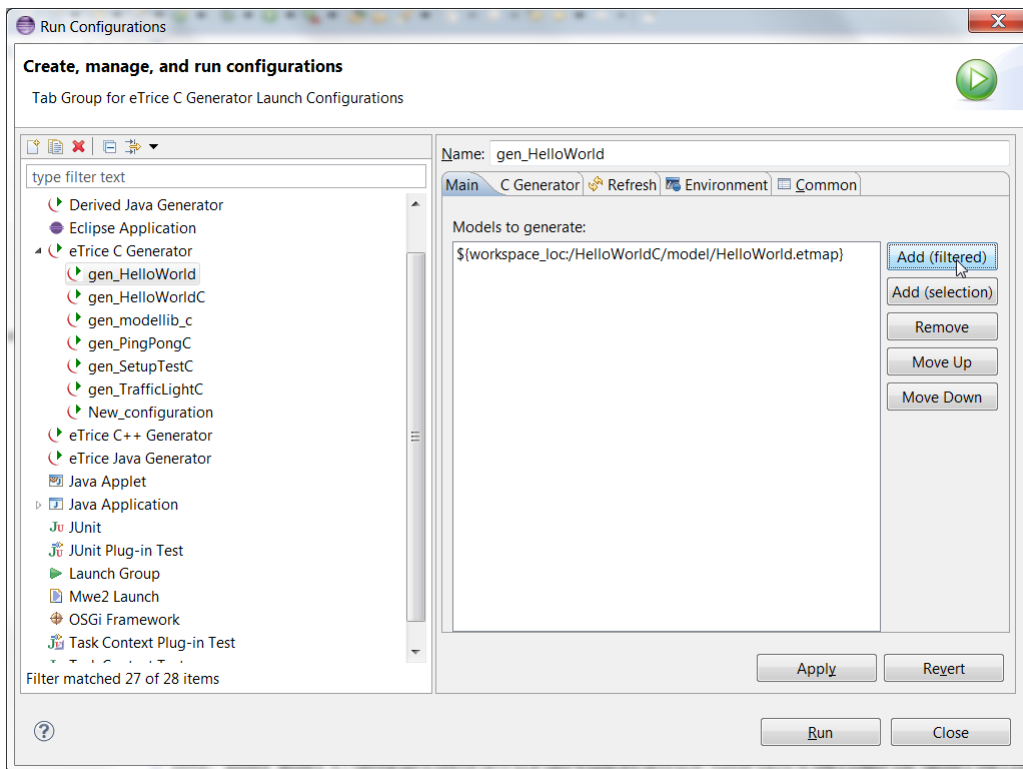 Run Configurations
Create, manage, and run configurations
Tab Group for eTrice C Generator Launch Configurations
type filter text
Derived Java Generator
Eclipse Application
eTrice C Generator
gen_HelloWorld
gen_HelloWorldC
gen_modellib_c
gen_PingPongC
gen_SetupTestC
gen_TrafficLightC
New_configuration
eTrice C++ Generator
eTrice Java Generator
Java Applet
Java Application
JUnit
JUnit Plug-in Test
Launch Group
Mwe2 Launch
OSGi Framework
Task Context Plug-in Test
Filter matched 27 of 28 items
Name: gen_HelloWorld
Main C Generator Refresh Environment Common
Models to generate:
${workspace_loc:/HelloWorldC/model/HelloWorld.etmap}
Add (filtered)
Add (selection)
Remove
Move Up
Move Down
Apply Revert
Run Close